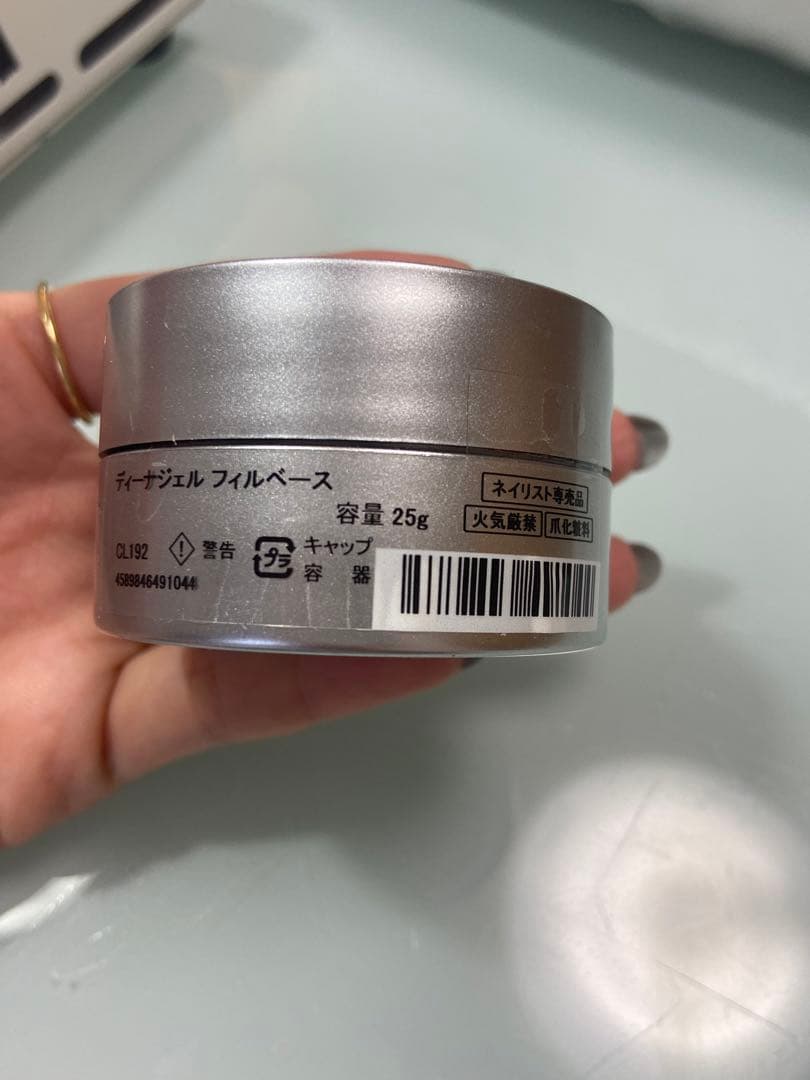 ディーナジェル フィルベース
容量 25g
ネイリスト専売品
火気厳禁 爪化粧料
CL192 警告 プラ キャップ
容 器
4589846491044